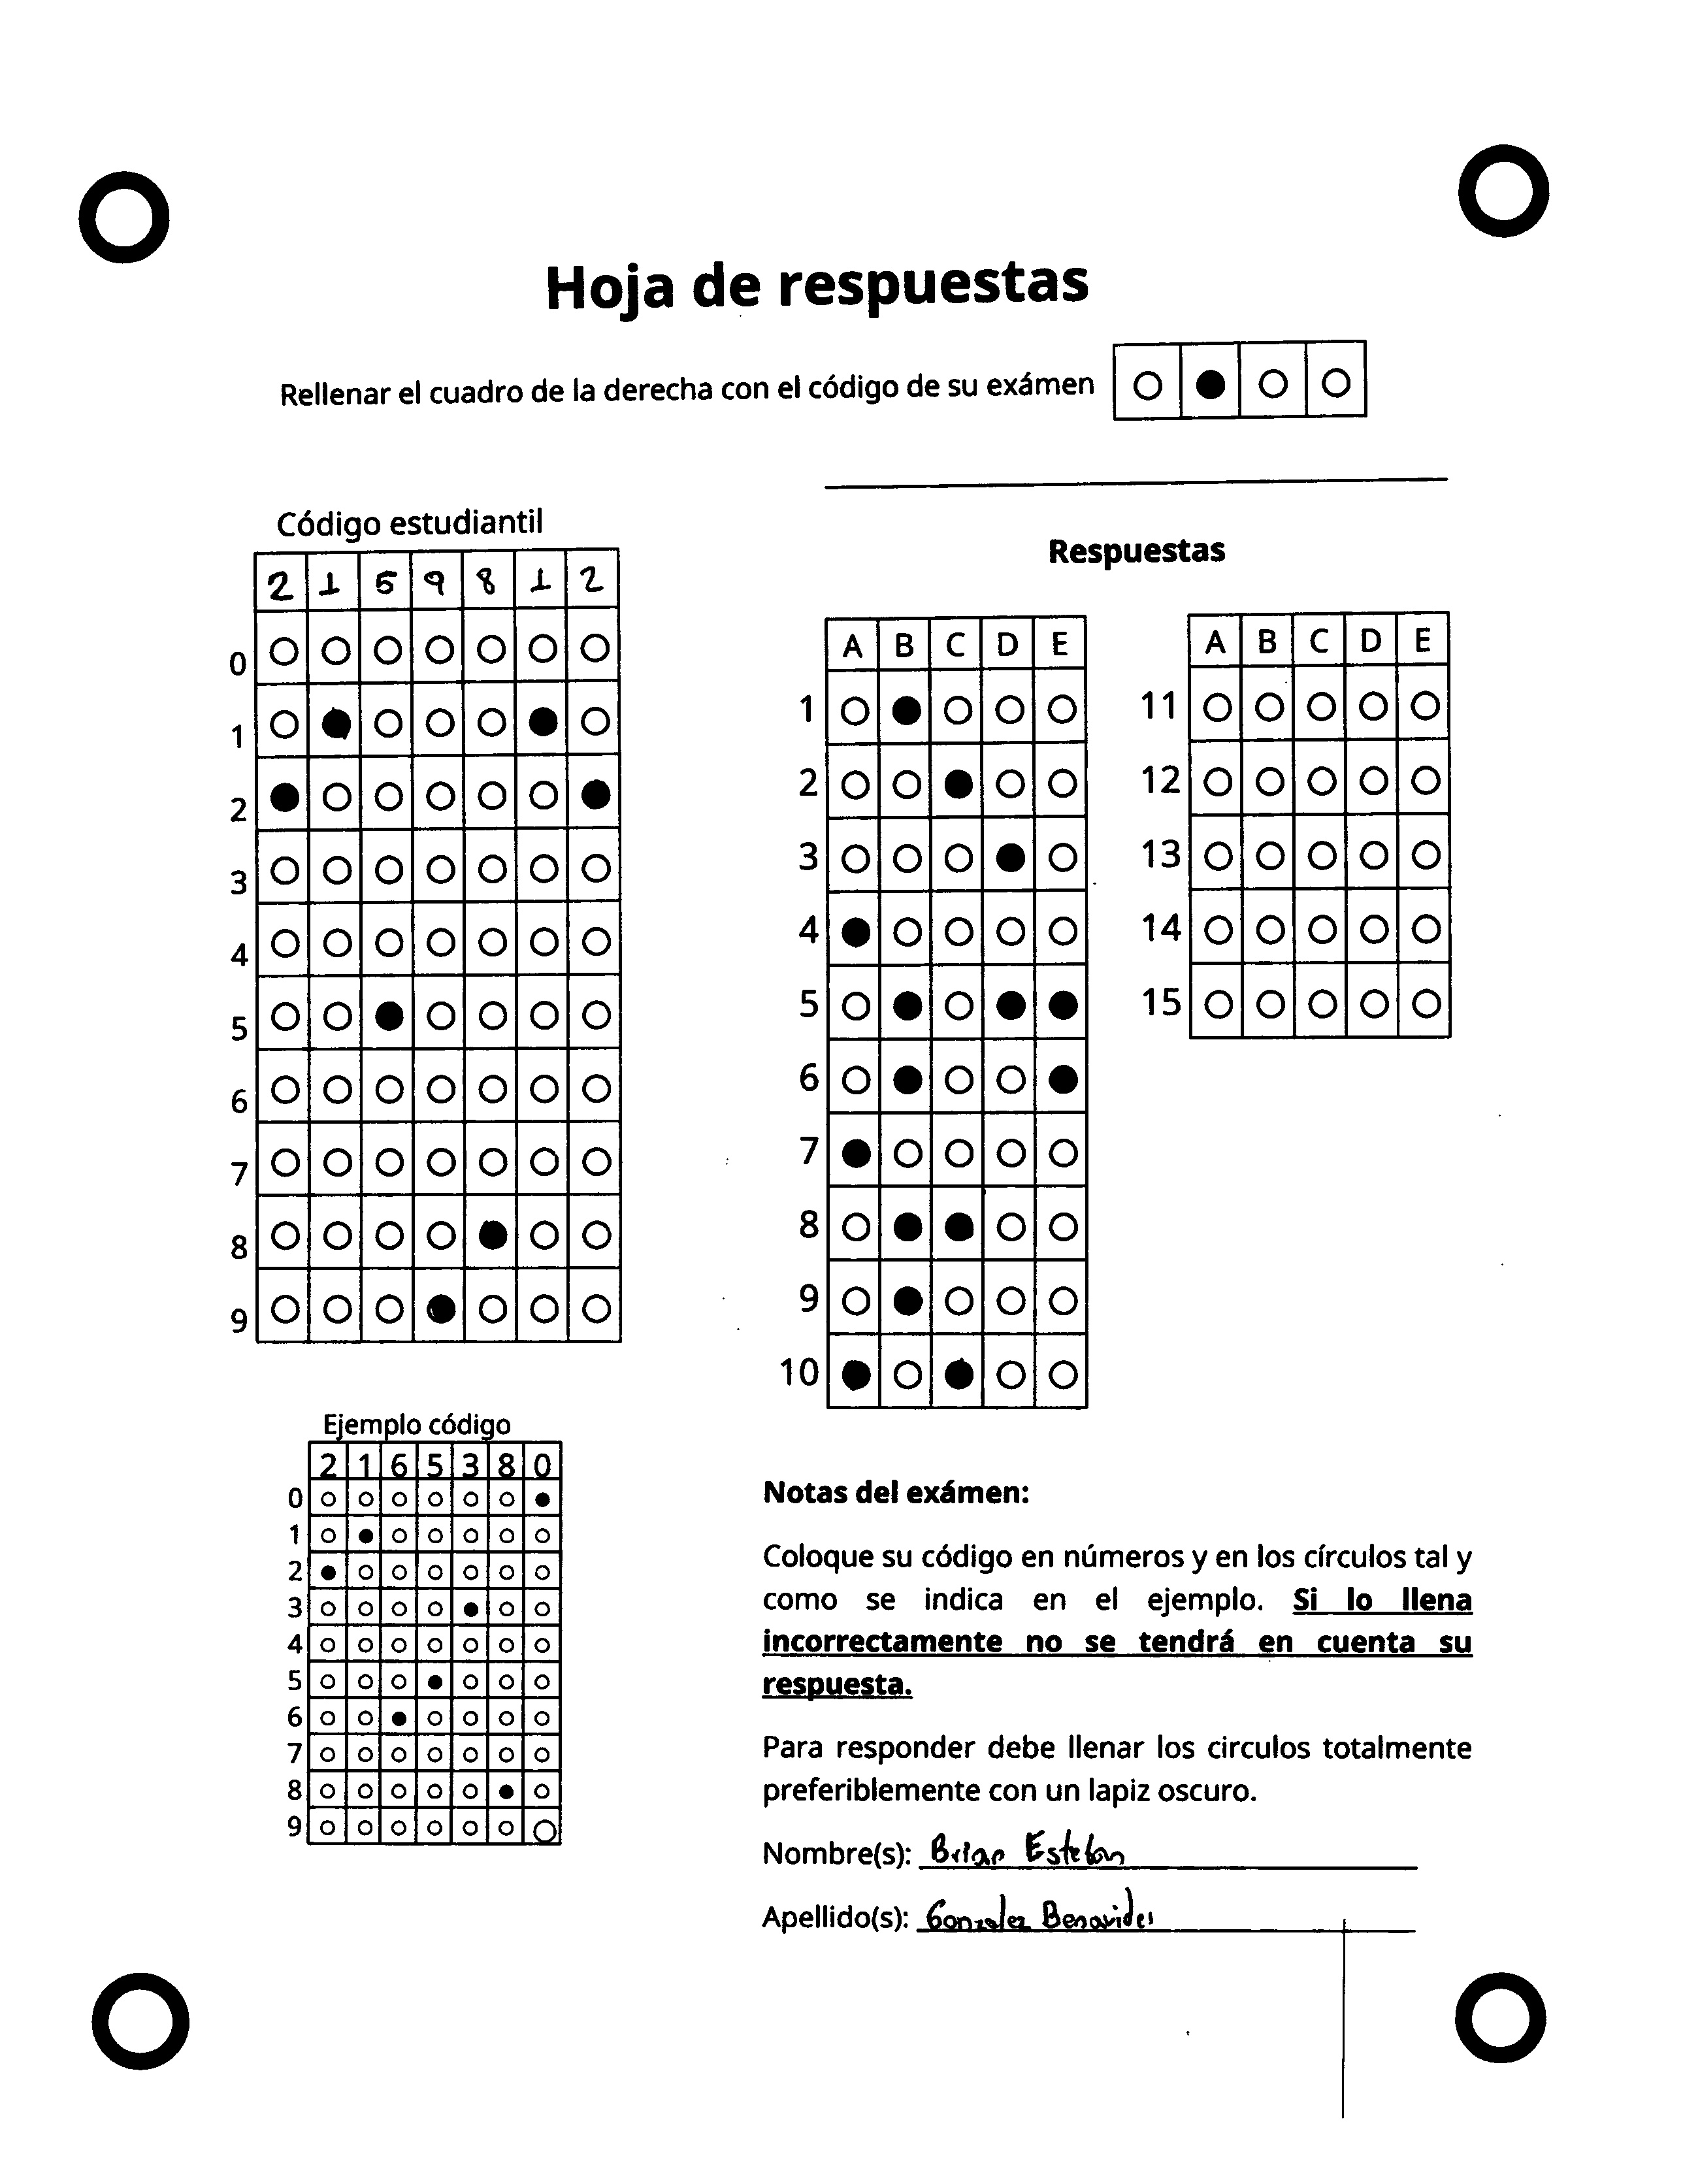 Hoja de respuestas
Rellenar el cuadro de la derecha con el código de su exámen
Código estudiantil
2 1 5 9 8 1 2
0
1
2
3
4
5
6
7
8
9
Respuestas
A B C D E
1
2
3
4
5
6
7
8
9
10
A B C D E
11
12
13
14
15
Ejemplo código
2 1 6 5 3 8 0
0
1
2
3
4
5
6
7
8
9
Notas del exámen:
Coloque su código en números y en los círculos tal y
como se indica en el ejemplo. Si lo llena
incorrectamente no se tendrá en cuenta su
respuesta.
Para responder debe llenar los circulos totalmente
preferiblemente con un lapiz oscuro.
Nombre(s): Brian Esteban
Apellido(s): Gonzalez Benavides